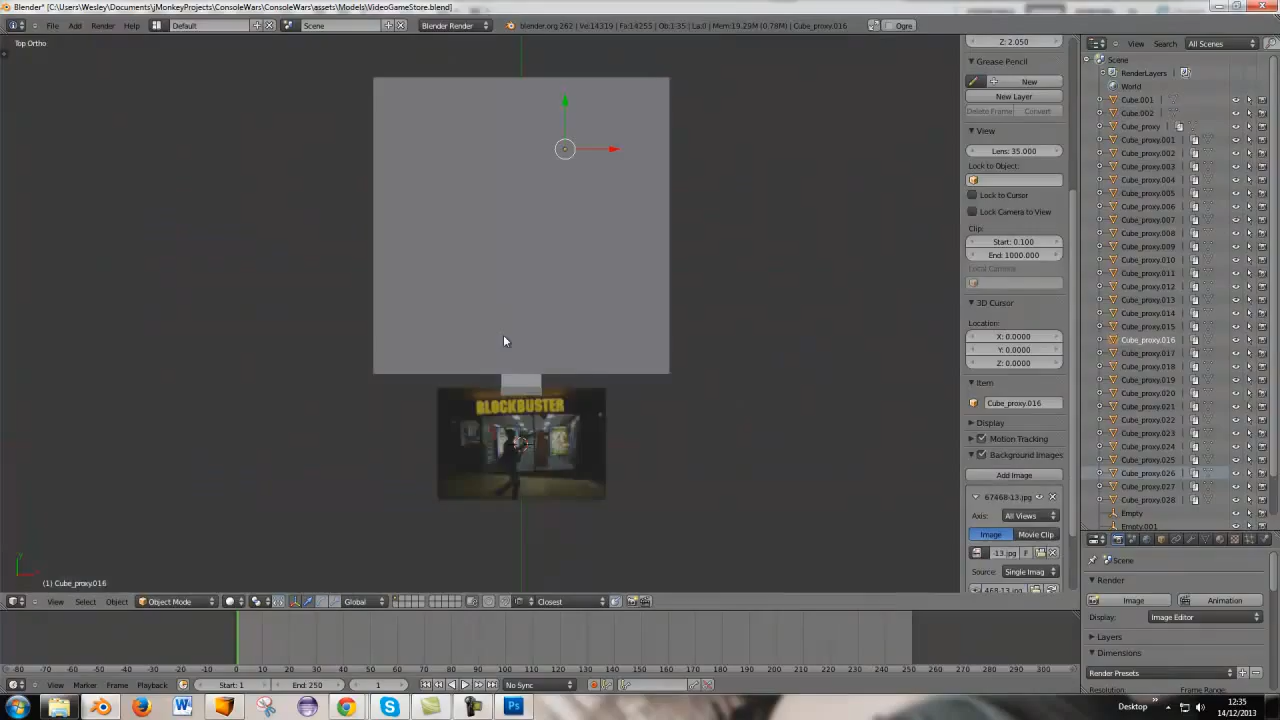 Blender* [C:\Users\Wesley\Documents\jMonkeyProjects\ConsoleWars\ConsoleWars\assets\Models\VideoGameStore.blend]
File Add Render Help Default Scene Blender Render blender.org 262 | Ve:14319 | Fa:14255 | Ob:1-35 | La:0 | Mem:19.29M (0.78M) | Cube_proxy.016 Ogre
Top Ortho
BLOCKBUSTER
(1) Cube_proxy.016
Z: 2.050
Grease Pencil
New
New Layer
Delete Frame Convert
View
Lens: 35.000
Lock to Object:
Lock to Cursor
Lock Camera to View
Clip:
Start: 0.100
End: 1000.000
Local Camera:
3D Cursor
Location:
X: 0.0000
Y: 0.0000
Z: 0.0000
Item
Cube_proxy.016
Display
Motion Tracking
Background Images
Add Image
67468-13.jpg
Axis: All Views
Image Movie Clip
-13.jpg F
Source: Single Imag
468-13.jpg
View Search All Scenes
Scene
RenderLayers
World
Cube.001
Cube.002
Cube_proxy
Cube_proxy.001
Cube_proxy.002
Cube_proxy.003
Cube_proxy.004
Cube_proxy.005
Cube_proxy.006
Cube_proxy.007
Cube_proxy.008
Cube_proxy.009
Cube_proxy.010
Cube_proxy.011
Cube_proxy.012
Cube_proxy.013
Cube_proxy.014
Cube_proxy.015
Cube_proxy.016
Cube_proxy.017
Cube_proxy.018
Cube_proxy.019
Cube_proxy.020
Cube_proxy.021
Cube_proxy.022
Cube_proxy.023
Cube_proxy.024
Cube_proxy.025
Cube_proxy.026
Cube_proxy.027
Cube_proxy.028
Empty
Empty.001
Scene
Render
Image Animation
Display: Image Editor
Layers
Dimensions
Render Presets
Resolution: Frame Range:
View Select Object Object Mode Global Closest
-80 -70 -60 -50 -40 -30 -20 -10 0 10 20 30 40 50 60 70 80 90 100 110 120 130 140 150 160 170 180 190 200 210 220 230 240 250 260 270 280 290 300
View Marker Frame Playback Start: 1 End: 250 1 No Sync
Desktop
12:35
14/12/2013